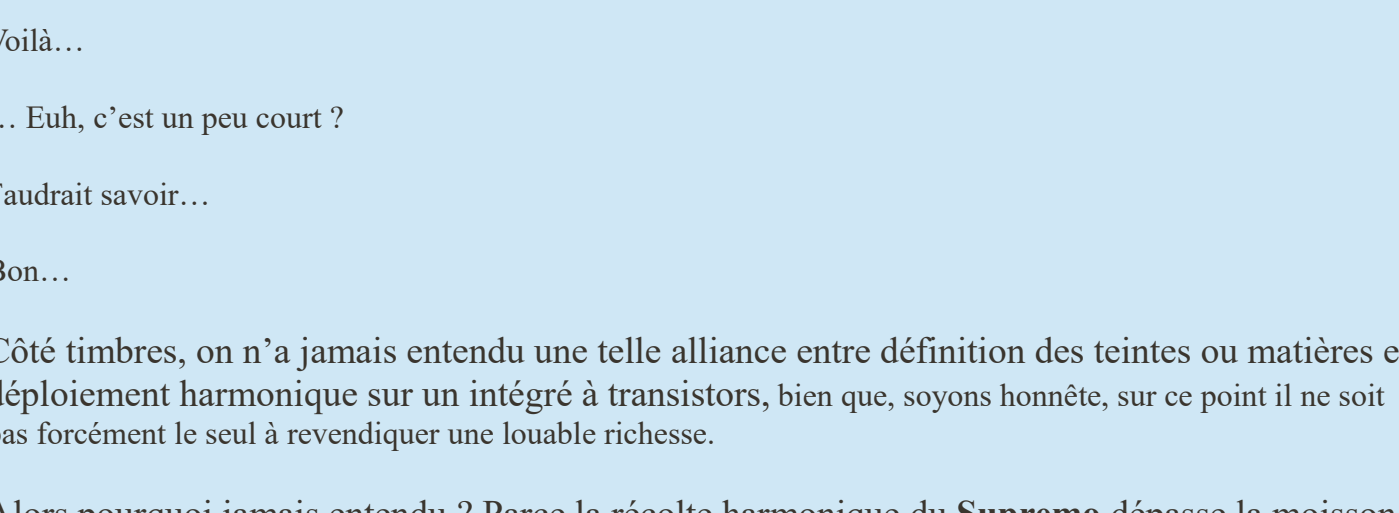 Voilà…
… Euh, c’est un peu court ?
Faudrait savoir…
Bon…
Côté timbres, on n’a jamais entendu une telle alliance entre définition des teintes ou matières e
déploiement harmonique sur un intégré à transistors, bien que, soyons honnête, sur ce point il ne soit
pas forcément le seul à revendiquer une louable richesse.
Alors pourquoi jamais entendu ? Parce la récolte harmonique du Supremo dépasse la moisson